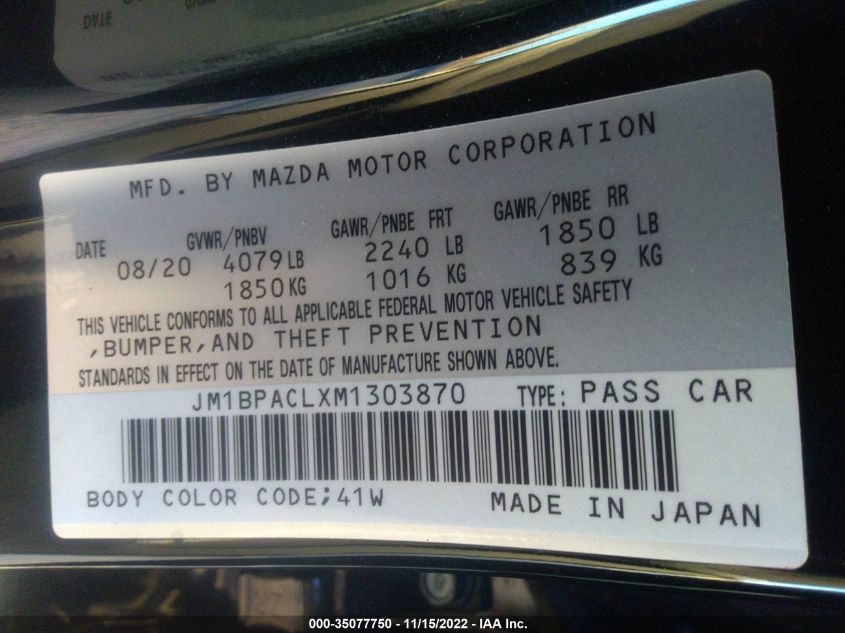 DATE
MFD. BY MAZDA MOTOR CORPORATION
DATE GVWR/PNBV GAWR/PNBE FRT GAWR/PNBE RR
08/20 4079 LB 2240 LB 1850 LB
1850 KG 1016 KG 839 KG
THIS VEHICLE CONFORMS TO ALL APPLICABLE FEDERAL MOTOR VEHICLE SAFETY
,BUMPER,AND THEFT PREVENTION
STANDARDS IN EFFECT ON THE DATE OF MANUFACTURE SHOWN ABOVE.
JM1BPACLXM1303870 TYPE: PASS CAR
BODY COLOR CODE;41W MADE IN JAPAN
000-35077750 - 11/15/2022 - IAA Inc.